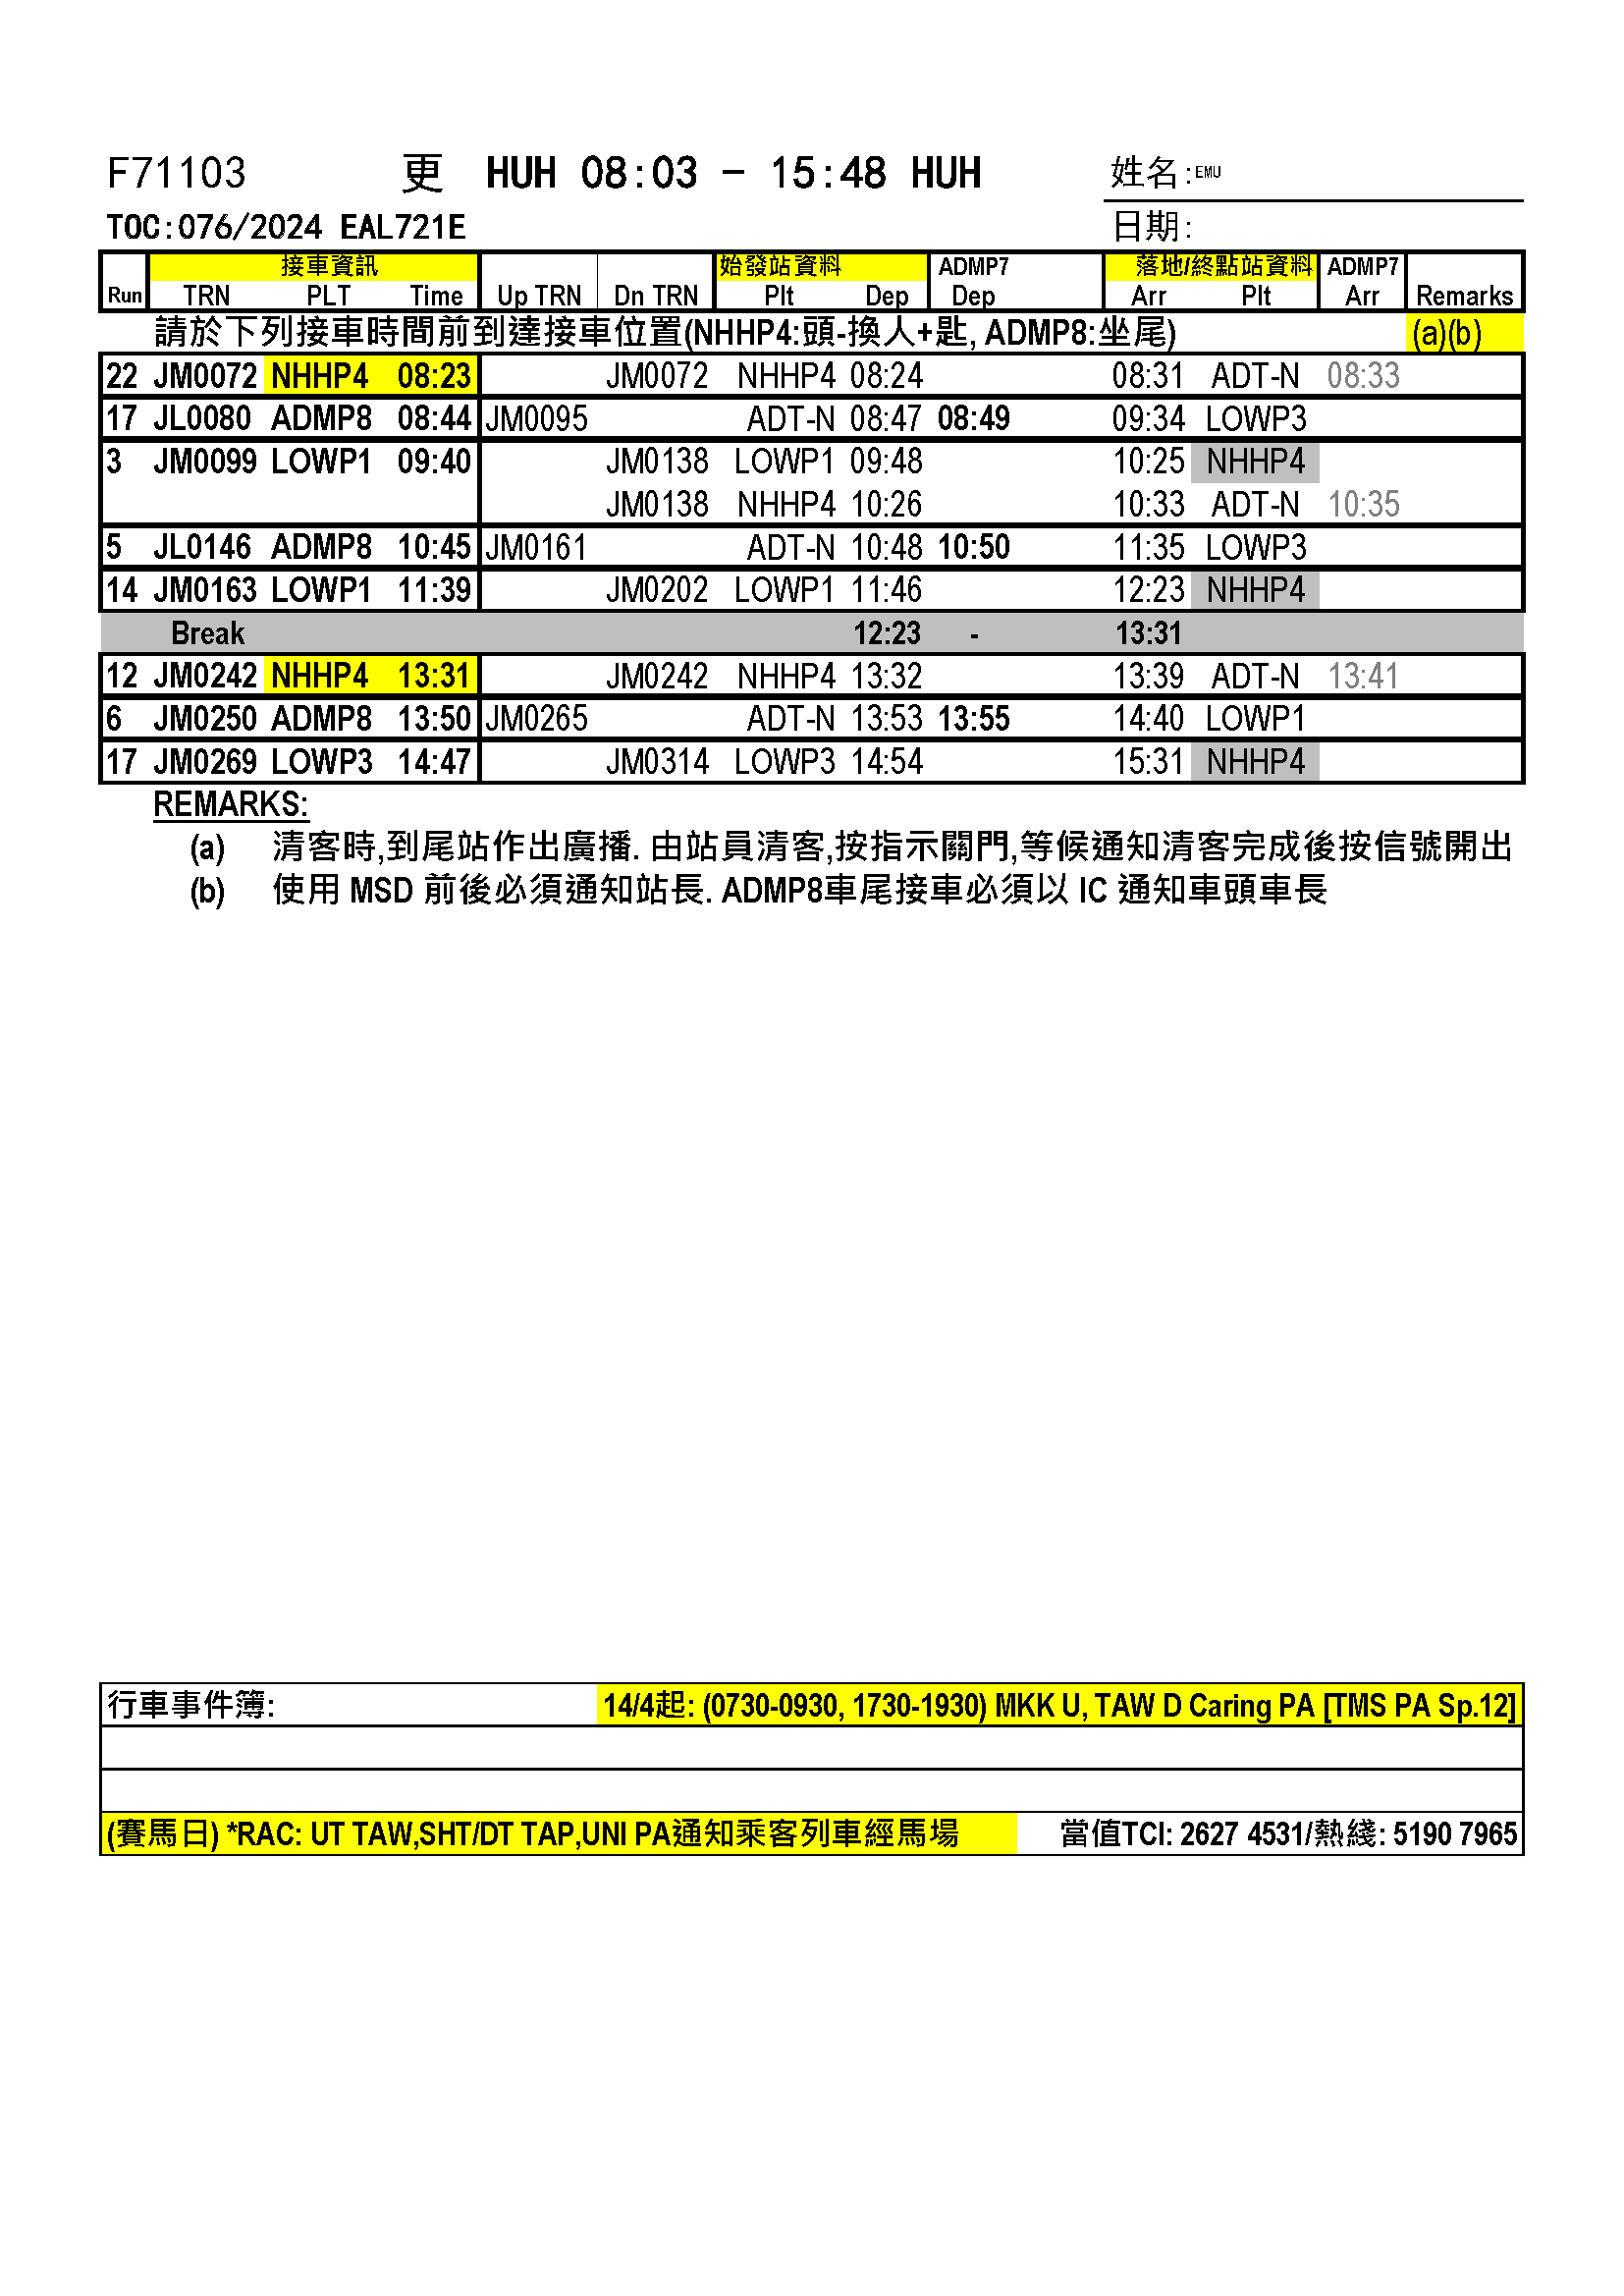 F71103 更 HUH 08:03 - 15:48 HUH 姓名:EMU
TOC:076/2024 EAL721E 日期:
接車資訊 始發站資料 ADMP7 落地/終點站資料 ADMP7
Run TRN PLT Time Up TRN Dn TRN Plt Dep Dep Arr Plt Arr Remarks
請於下列接車時間前到達接車位置(NHHP4:頭-換人+匙, ADMP8:坐尾) (a)(b)
22 JM0072 NHHP4 08:23 JM0072 NHHP4 08:24 08:31 ADT-N 08:33
17 JL0080 ADMP8 08:44 JM0095 ADT-N 08:47 08:49 09:34 LOWP3
3 JM0099 LOWP1 09:40 JM0138 LOWP1 09:48 10:25 NHHP4
JM0138 NHHP4 10:26 10:33 ADT-N 10:35
5 JL0146 ADMP8 10:45 JM0161 ADT-N 10:48 10:50 11:35 LOWP3
14 JM0163 LOWP1 11:39 JM0202 LOWP1 11:46 12:23 NHHP4
Break 12:23 - 13:31
12 JM0242 NHHP4 13:31 JM0242 NHHP4 13:32 13:39 ADT-N 13:41
6 JM0250 ADMP8 13:50 JM0265 ADT-N 13:53 13:55 14:40 LOWP1
17 JM0269 LOWP3 14:47 JM0314 LOWP3 14:54 15:31 NHHP4
REMARKS:
(a) 清客時,到尾站作出廣播. 由站員清客,按指示關門,等候通知清客完成後按信號開出
(b) 使用 MSD 前後必須通知站長. ADMP8車尾接車必須以 IC 通知車頭車長
行車事件簿: 14/4起: (0730-0930, 1730-1930) MKK U, TAW D Caring PA [TMS PA Sp.12]
(賽馬日) *RAC: UT TAW,SHT/DT TAP,UNI PA通知乘客列車經馬場 當值TCI: 2627 4531/熱綫: 5190 7965